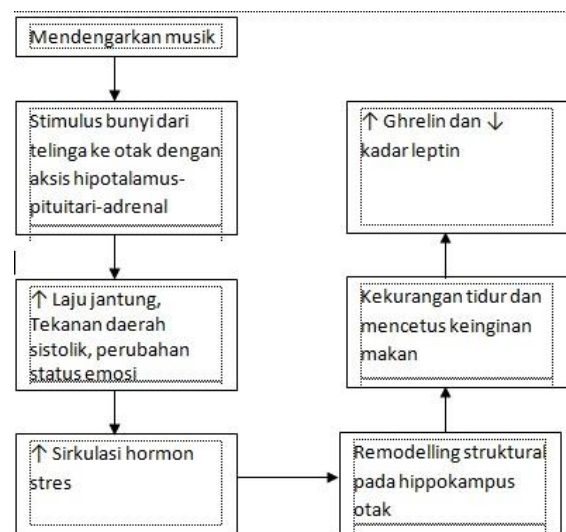 Mendengarkan musik
Stimulus bunyi dari
telinga ke otak dengan
aksis hipotalamus-
pituitari-adrenal
↑ Laju jantung,
Tekanan daerah
sistolik, perubahan
status emosi
↑ Sirkulasi hormon
stres
Remodelling struktural
pada hippokampus
otak
Kekurangan tidur dan
mencetus keinginan
makan
↑ Ghrelin dan ↓
kadar leptin